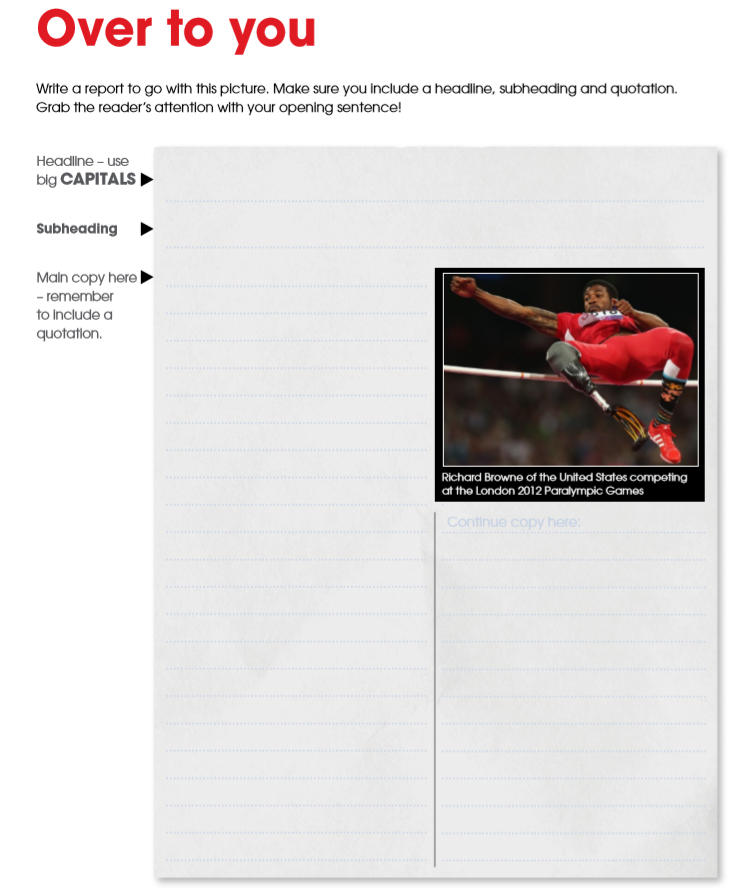 Over to you
Write a report to go with this picture. Make sure you include a headline, subheading and quotation.
Grab the reader's attention with your opening sentence!
Headline – use
big CAPITALS
Subheading
Main copy here
– remember
to include a
quotation.
Richard Browne of the United States competing
at the London 2012 Paralympic Games
Continue copy here: